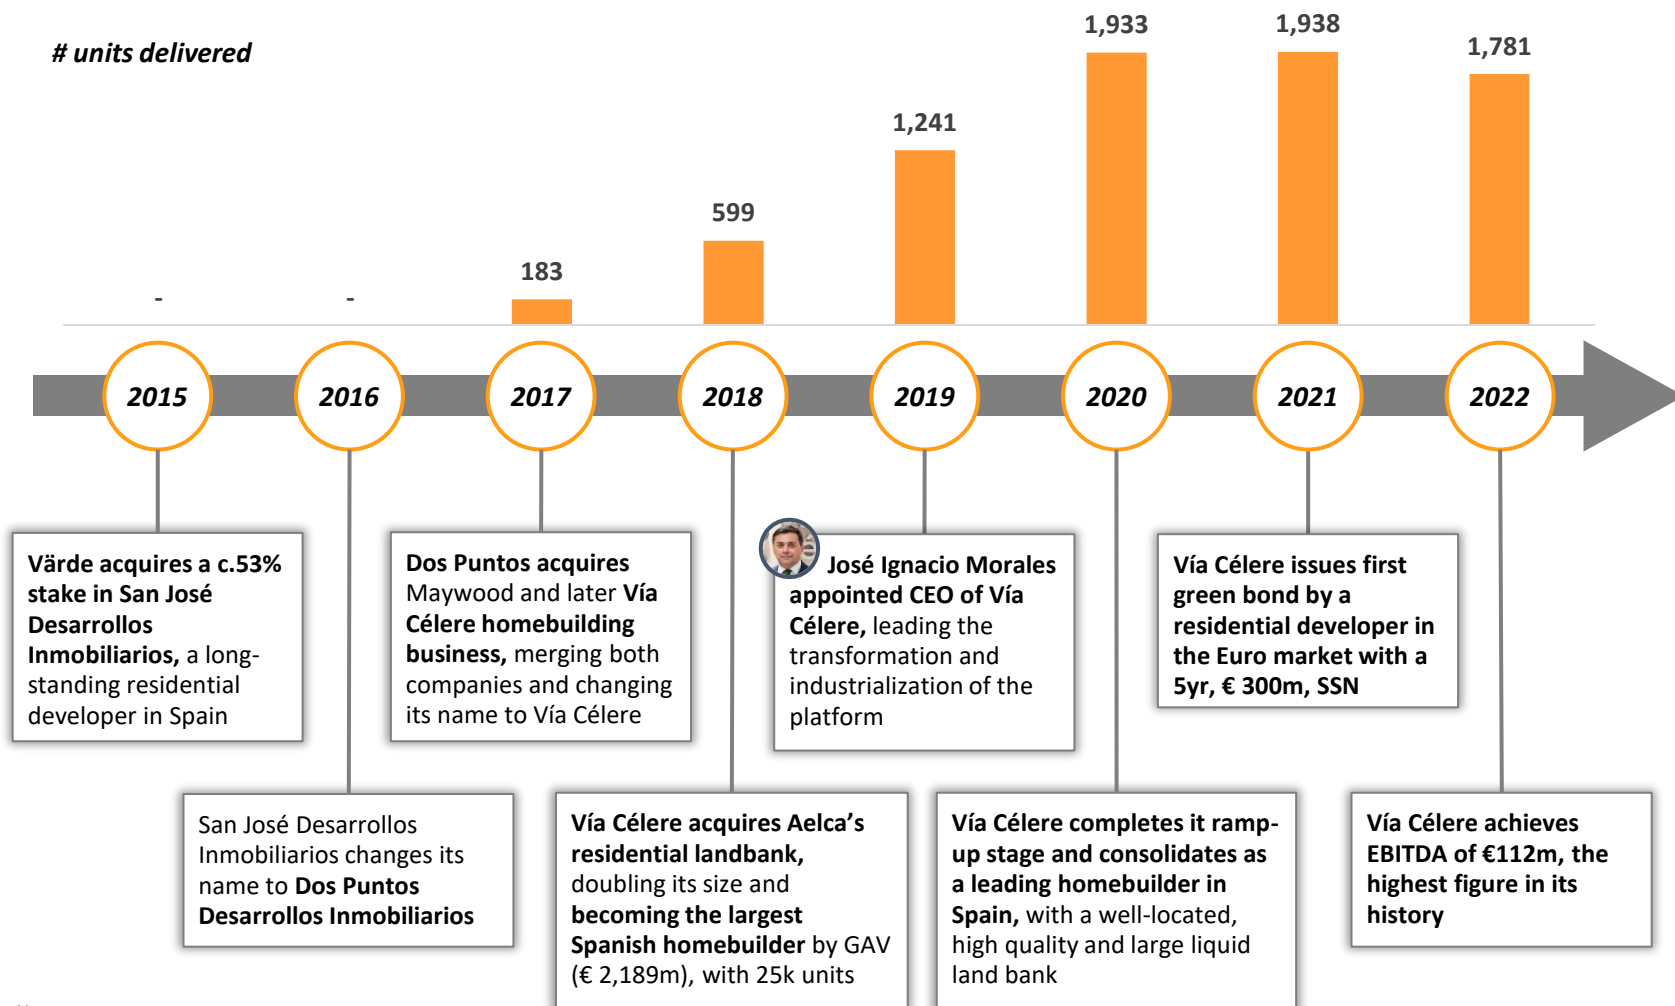 # units delivered
-
-
183
599
1,241
1,933
1,938
1,781
2015
2016
2017
2018
2019
2020
2021
2022
Värde acquires a c.53%
stake in San José
Desarrollos
Inmobiliarios, a long-
standing residential
developer in Spain
San José Desarrollos
Inmobiliarios changes its
name to Dos Puntos
Desarrollos Inmobiliarios
Dos Puntos acquires
Maywood and later Vía
Célere homebuilding
business, merging both
companies and changing
its name to Vía Célere
Vía Célere acquires Aelca’s
residential landbank,
doubling its size and
becoming the largest
Spanish homebuilder by GAV
(€ 2,189m), with 25k units
José Ignacio Morales
appointed CEO of Vía
Célere, leading the
transformation and
industrialization of the
platform
Vía Célere completes it ramp-
up stage and consolidates as
a leading homebuilder in
Spain, with a well-located,
high quality and large liquid
land bank
Vía Célere issues first
green bond by a
residential developer in
the Euro market with a
5yr, € 300m, SSN
Vía Célere achieves
EBITDA of €112m, the
highest figure in its
history